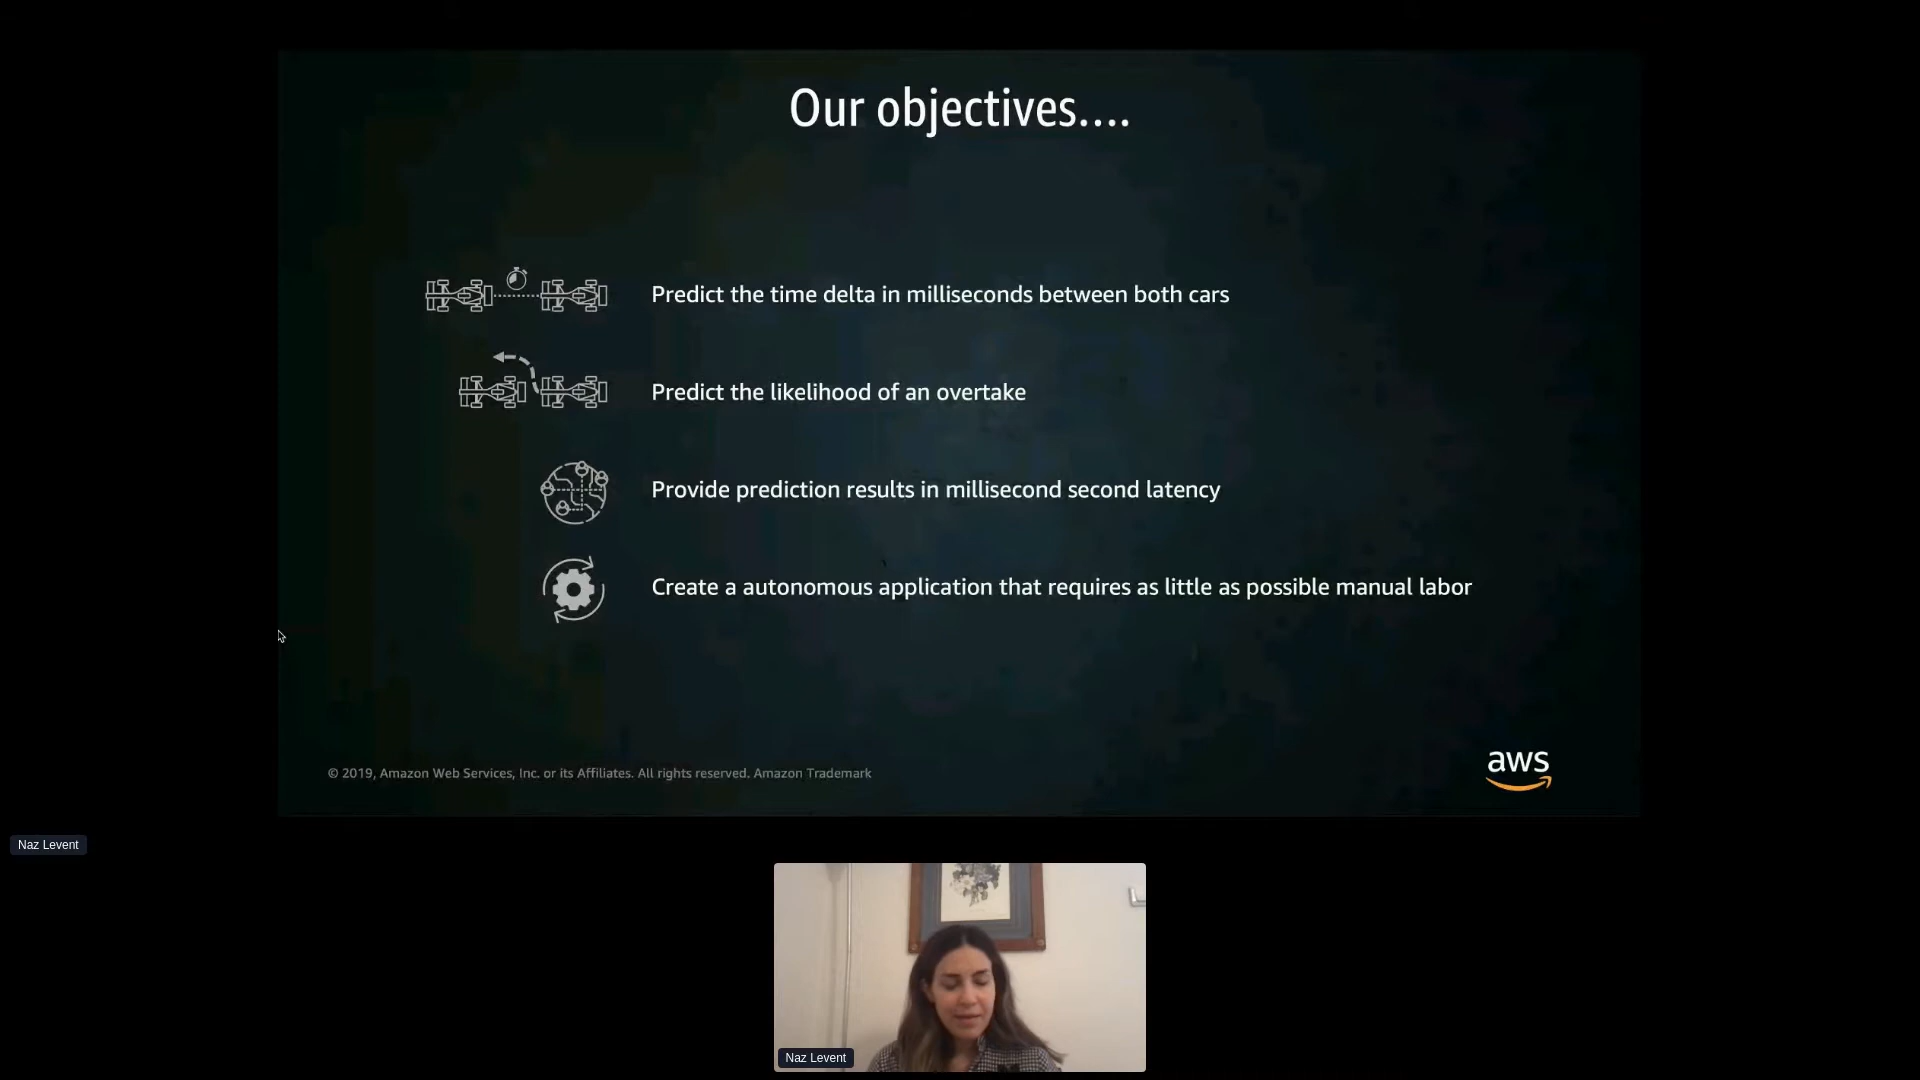 Our objectives....
Predict the time delta in milliseconds between both cars
Predict the likelihood of an overtake
Provide prediction results in millisecond second latency
Create a autonomous application that requires as little as possible manual labor
© 2019, Amazon Web Services, Inc. or its Affiliates. All rights reserved. Amazon Trademark
aws
Naz Levent
Naz Levent